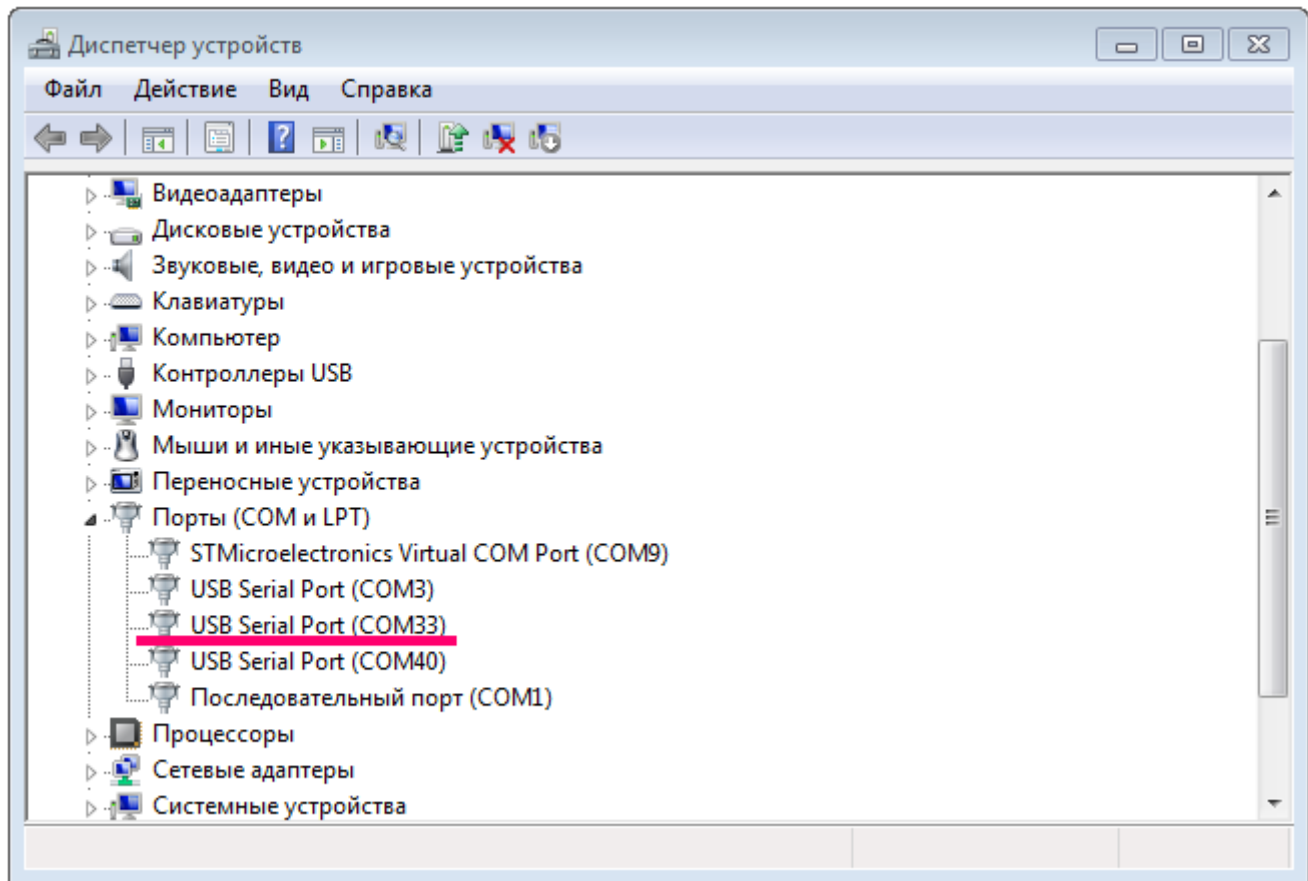 Диспетчер устройств
Файл Действие Вид Справка
Видеоадаптеры
Дисковые устройства
Звуковые, видео и игровые устройства
Клавиатуры
Компьютер
Контроллеры USB
Мониторы
Мыши и иные указывающие устройства
Переносные устройства
Порты (COM и LPT)
STMicroelectronics Virtual COM Port (COM9)
USB Serial Port (COM3)
USB Serial Port (COM33)
USB Serial Port (COM40)
Последовательный порт (COM1)
Процессоры
Сетевые адаптеры
Системные устройства